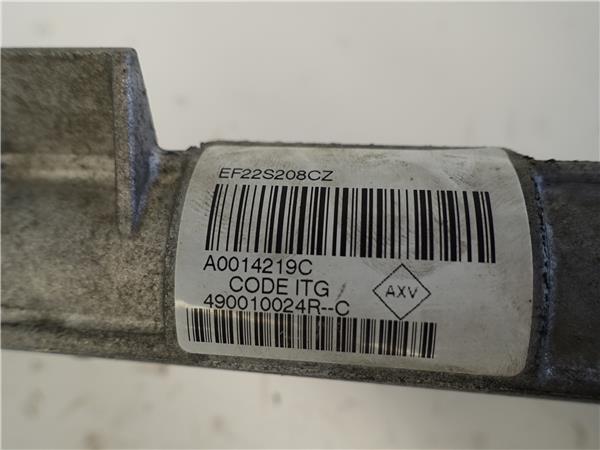 EF22S208CZ
A0014219C
CODE ITG
490010024R--C
AXV